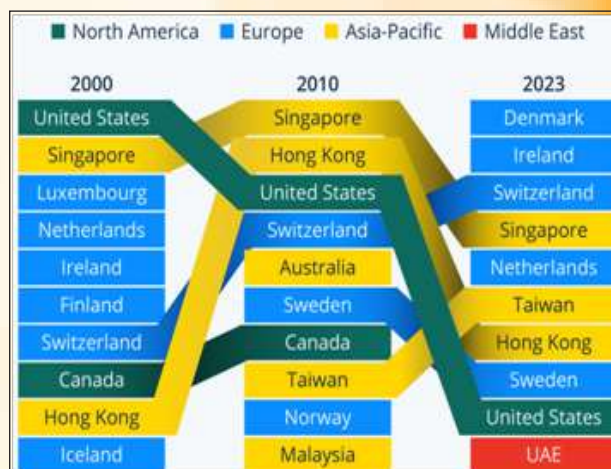 North America Europe Asia-Pacific Middle East
2000 2010 2023
United States Singapore Denmark
Singapore Hong Kong Ireland
Luxembourg United States Switzerland
Netherlands Switzerland Singapore
Ireland Australia Netherlands
Finland Sweden Taiwan
Switzerland Canada Hong Kong
Canada Taiwan Sweden
Hong Kong Norway United States
Iceland Malaysia UAE